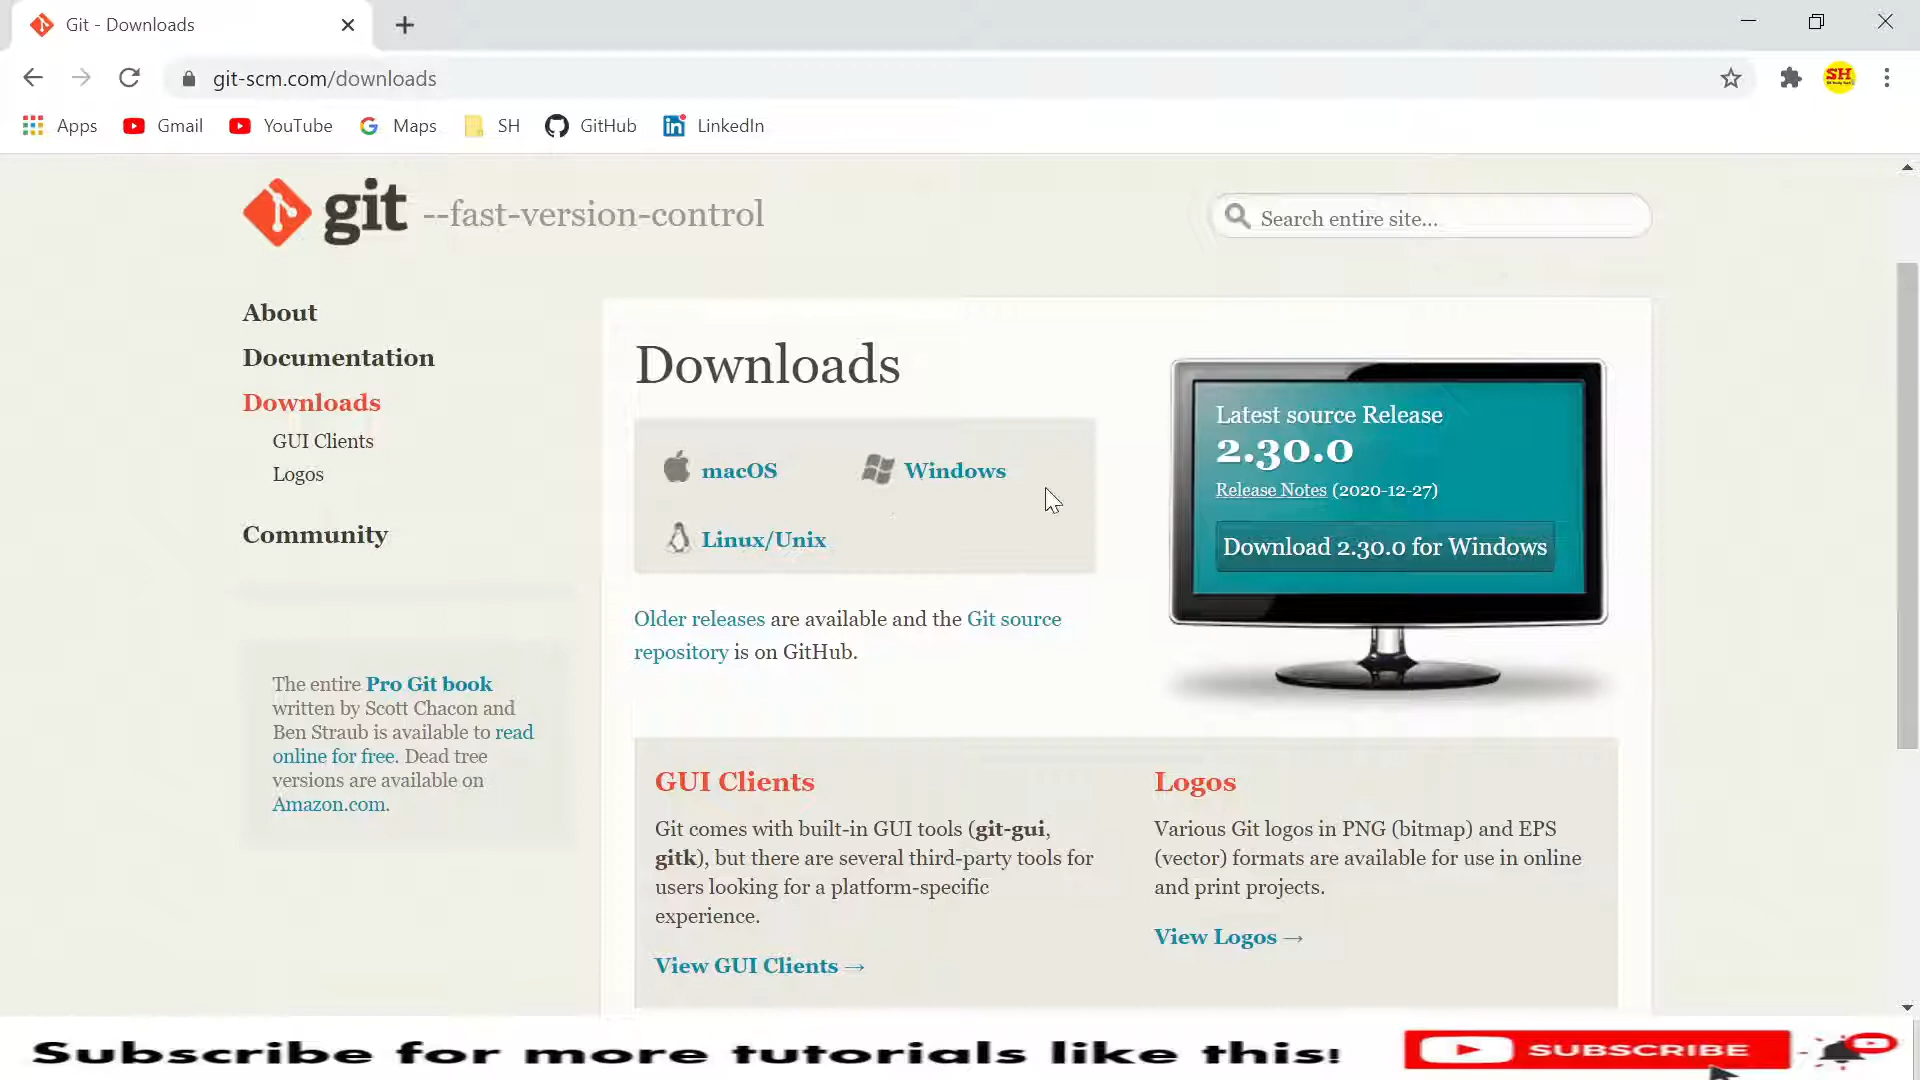 Git - Downloads
git-scm.com/downloads
SH
Apps
Gmail
YouTube
Maps
SH
GitHub
LinkedIn
git --fast-version-control
Search entire site...
About
Documentation
Downloads
GUI Clients
Logos
Community
The entire Pro Git book
written by Scott Chacon and
Ben Straub is available to read
online for free. Dead tree
versions are available on
Amazon.com.
Downloads
macOS
Windows
Linux/Unix
Older releases are available and the Git source
repository is on GitHub.
Latest source Release
2.30.0
Release Notes (2020-12-27)
Download 2.30.0 for Windows
GUI Clients
Git comes with built-in GUI tools (git-gui,
gitk), but there are several third-party tools for
users looking for a platform-specific
experience.
View GUI Clients →
Logos
Various Git logos in PNG (bitmap) and EPS
(vector) formats are available for use in online
and print projects.
View Logos →
Subscribe for more tutorials like this!
SUBSCRIBE